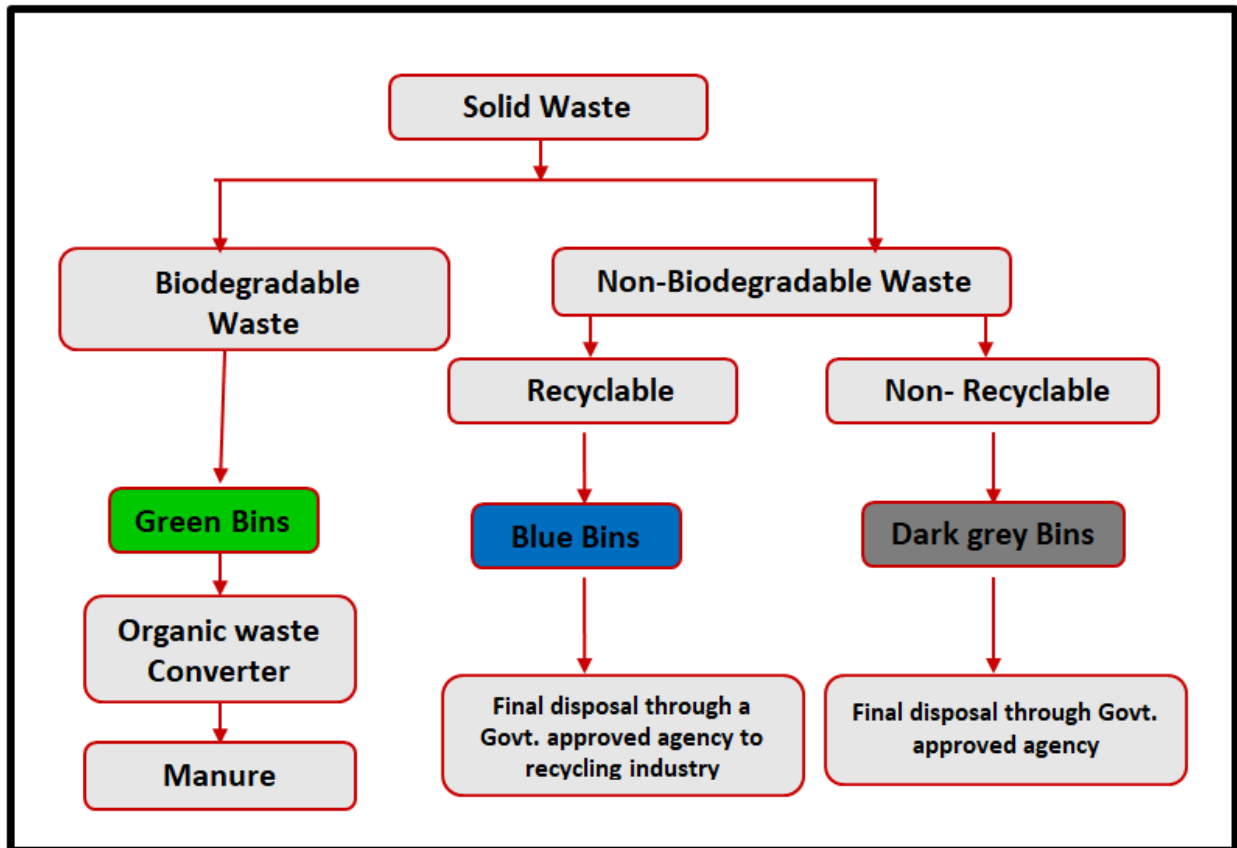 Solid Waste
Biodegradable
Waste
Non-Biodegradable Waste
Recyclable
Non- Recyclable
Green Bins
Blue Bins
Dark grey Bins
Organic waste
Converter
Final disposal through a
Govt. approved agency to
recycling industry
Final disposal through Govt.
approved agency
Manure